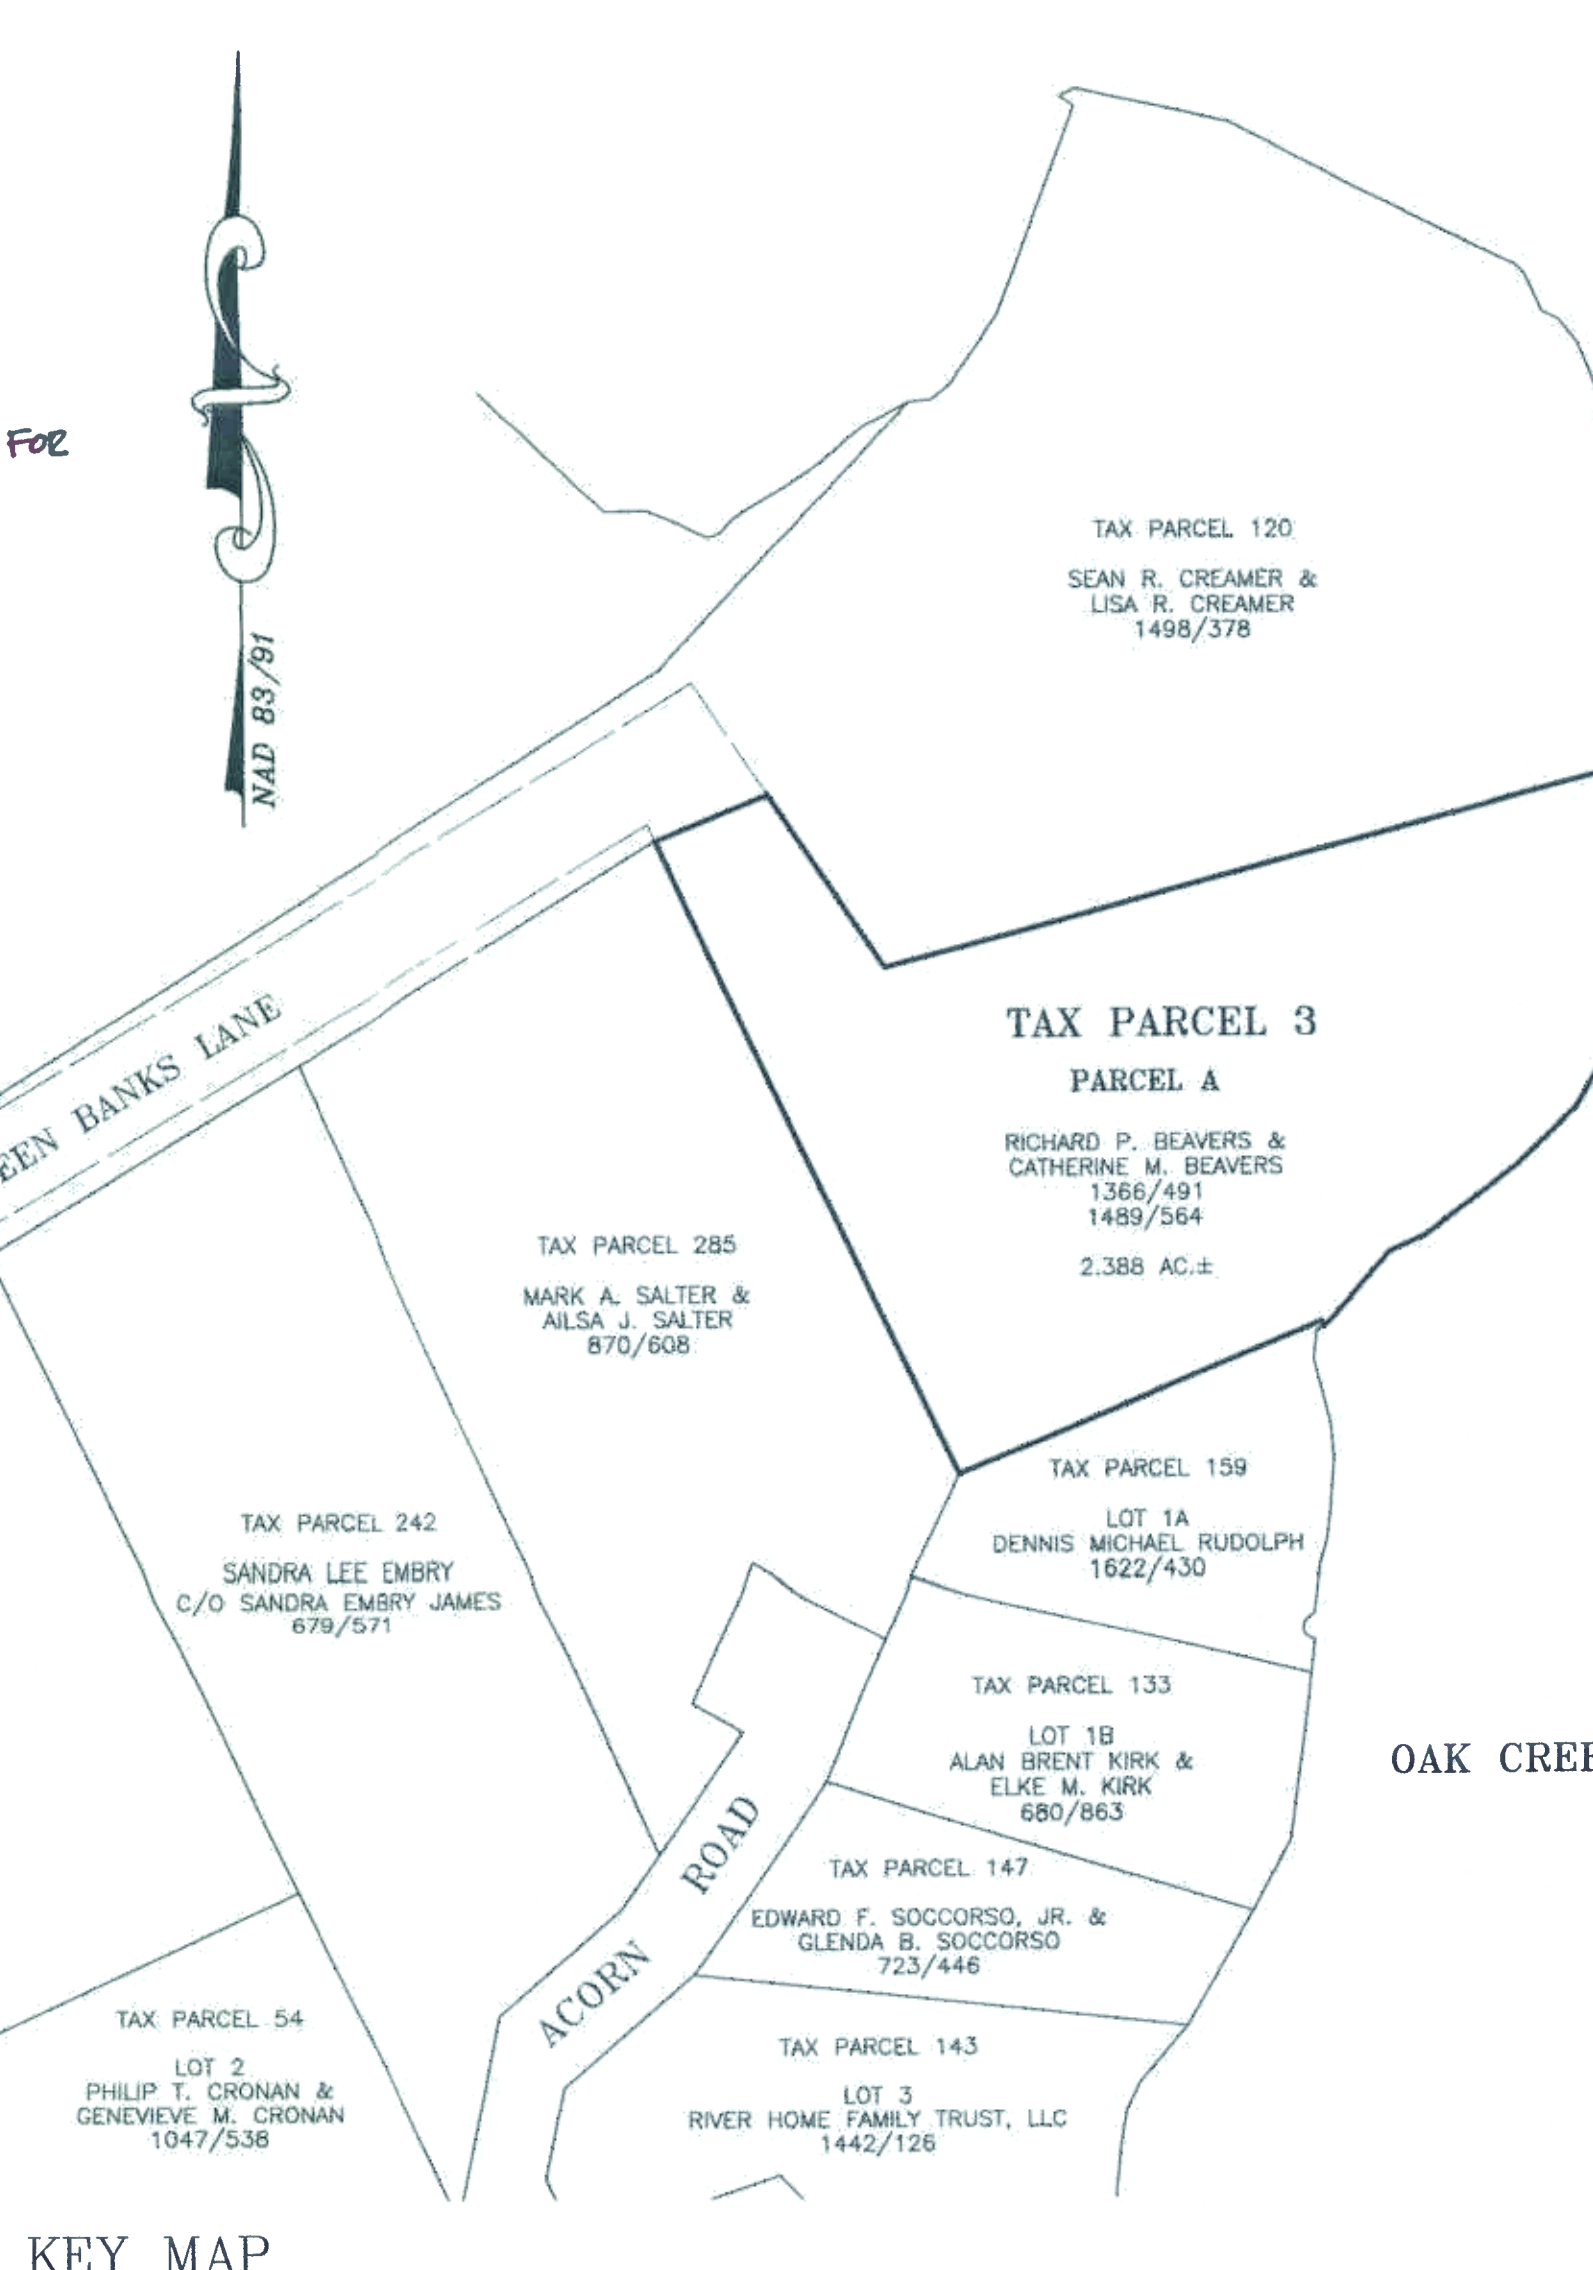 FOR
NAD 83/91
TAX PARCEL 120
SEAN R. CREAMER &
LISA R. CREAMER
1498/378
EEN BANKS LANE
TAX PARCEL 3
PARCEL A
RICHARD P. BEAVERS &
CATHERINE M. BEAVERS
1366/491
1489/564
2.388 AC.±
TAX PARCEL 285
MARK A. SALTER &
AILSA J. SALTER
870/608
TAX PARCEL 159
LOT 1A
DENNIS MICHAEL RUDOLPH
1622/430
TAX PARCEL 242
SANDRA LEE EMBRY
C/O SANDRA EMBRY JAMES
679/571
TAX PARCEL 133
LOT 1B
ALAN BRENT KIRK &
ELKE M. KIRK
680/863
OAK CREE
ACORN ROAD
TAX PARCEL 147
EDWARD F. SOCCORSO, JR. &
GLENDA B. SOCCORSO
723/446
TAX PARCEL 54
LOT 2
PHILIP T. CRONAN &
GENEVIEVE M. CRONAN
1047/538
TAX PARCEL 143
LOT 3
RIVER HOME FAMILY TRUST, LLC
1442/126
KEY MAP